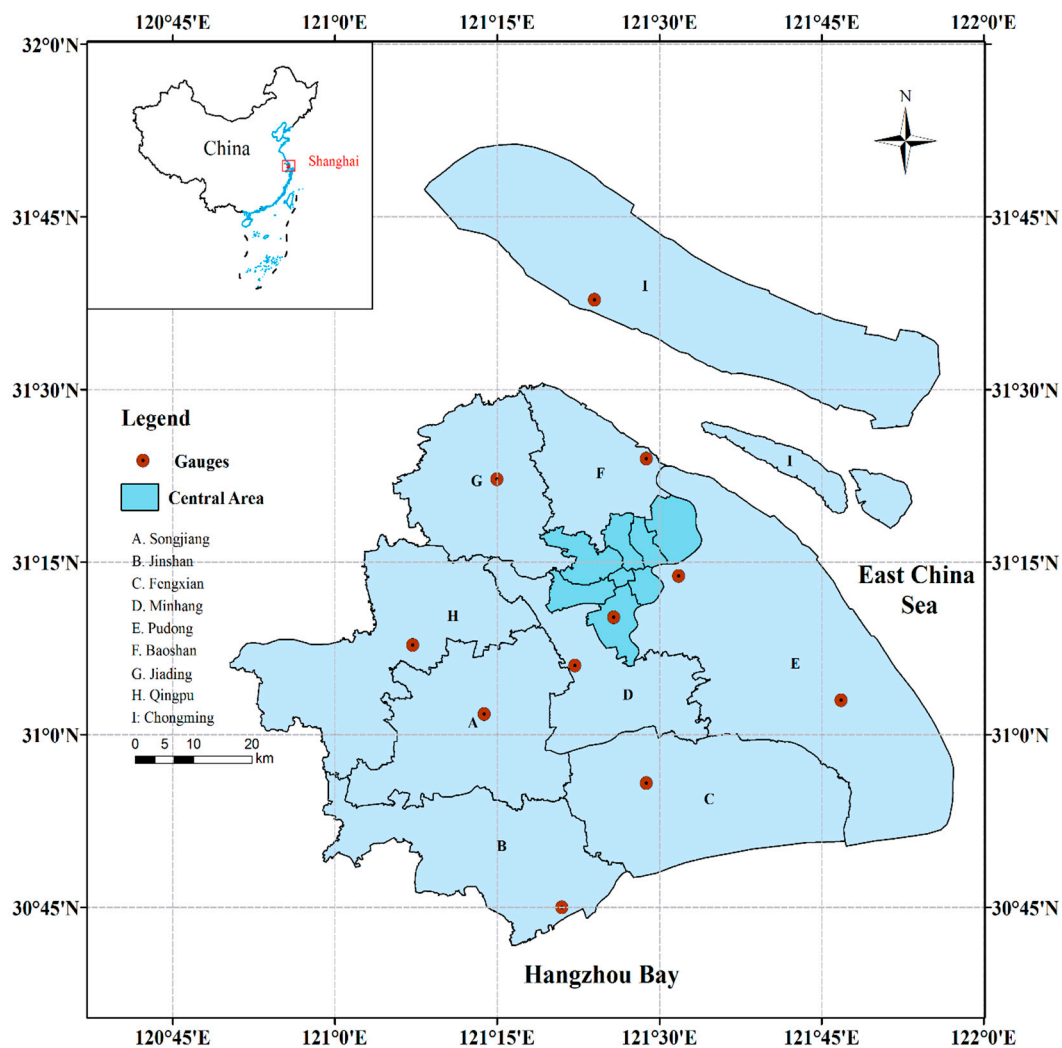 120°45'E 121°0'E 121°15'E 121°30'E 121°45'E 122°0'E
32°0'N
N
China
Shanghai
31°45'N 31°45'N
I
31°30'N 31°30'N
Legend
Gauges
Central Area
A. Songjiang
B. Jinshan
C. Fengxian
D. Minhang
E. Pudong
F. Baoshan
G. Jiading
H. Qingpu
I: Chongming
0 5 10 20
km
G
F
I
31°15'N 31°15'N
East China
Sea
H
E
D
A
31°0'N 31°0'N
C
B
30°45'N 30°45'N
Hangzhou Bay
120°45'E 121°0'E 121°15'E 121°30'E 121°45'E 122°0'E